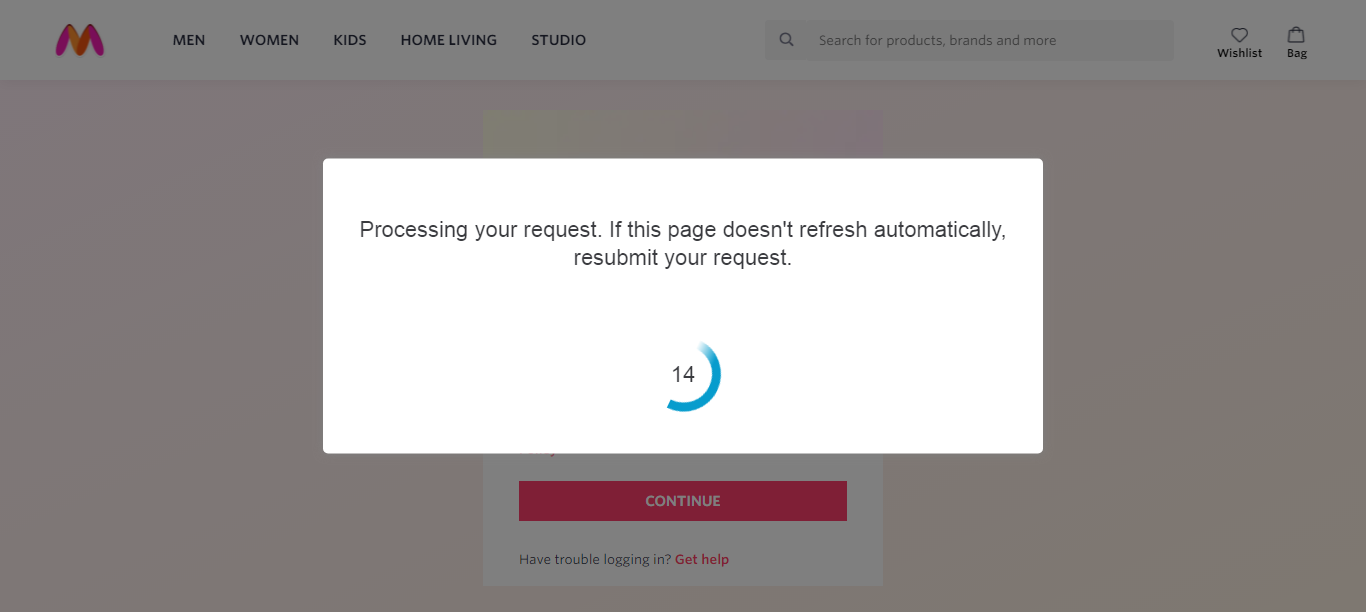 MEN WOMEN KIDS HOME LIVING STUDIO Search for products, brands and more
Wishlist Bag
Processing your request. If this page doesn't refresh automatically,
resubmit your request.
14
CONTINUE
Have trouble logging in? Get help